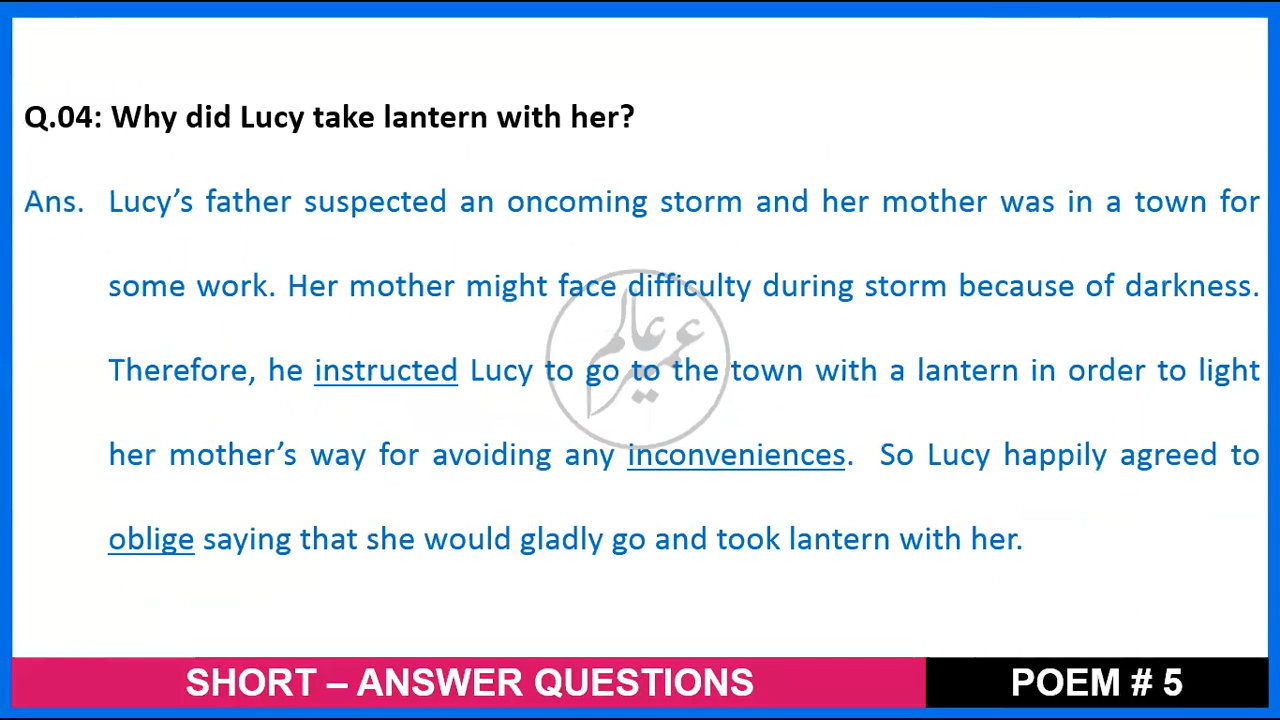 Q.04: Why did Lucy take lantern with her?
Ans. Lucy’s father suspected an oncoming storm and her mother was in a town for
some work. Her mother might face difficulty during storm because of darkness.
Therefore, he instructed Lucy to go to the town with a lantern in order to light
her mother’s way for avoiding any inconveniences. So Lucy happily agreed to
oblige saying that she would gladly go and took lantern with her.
عمیر عالم
SHORT – ANSWER QUESTIONS
POEM # 5